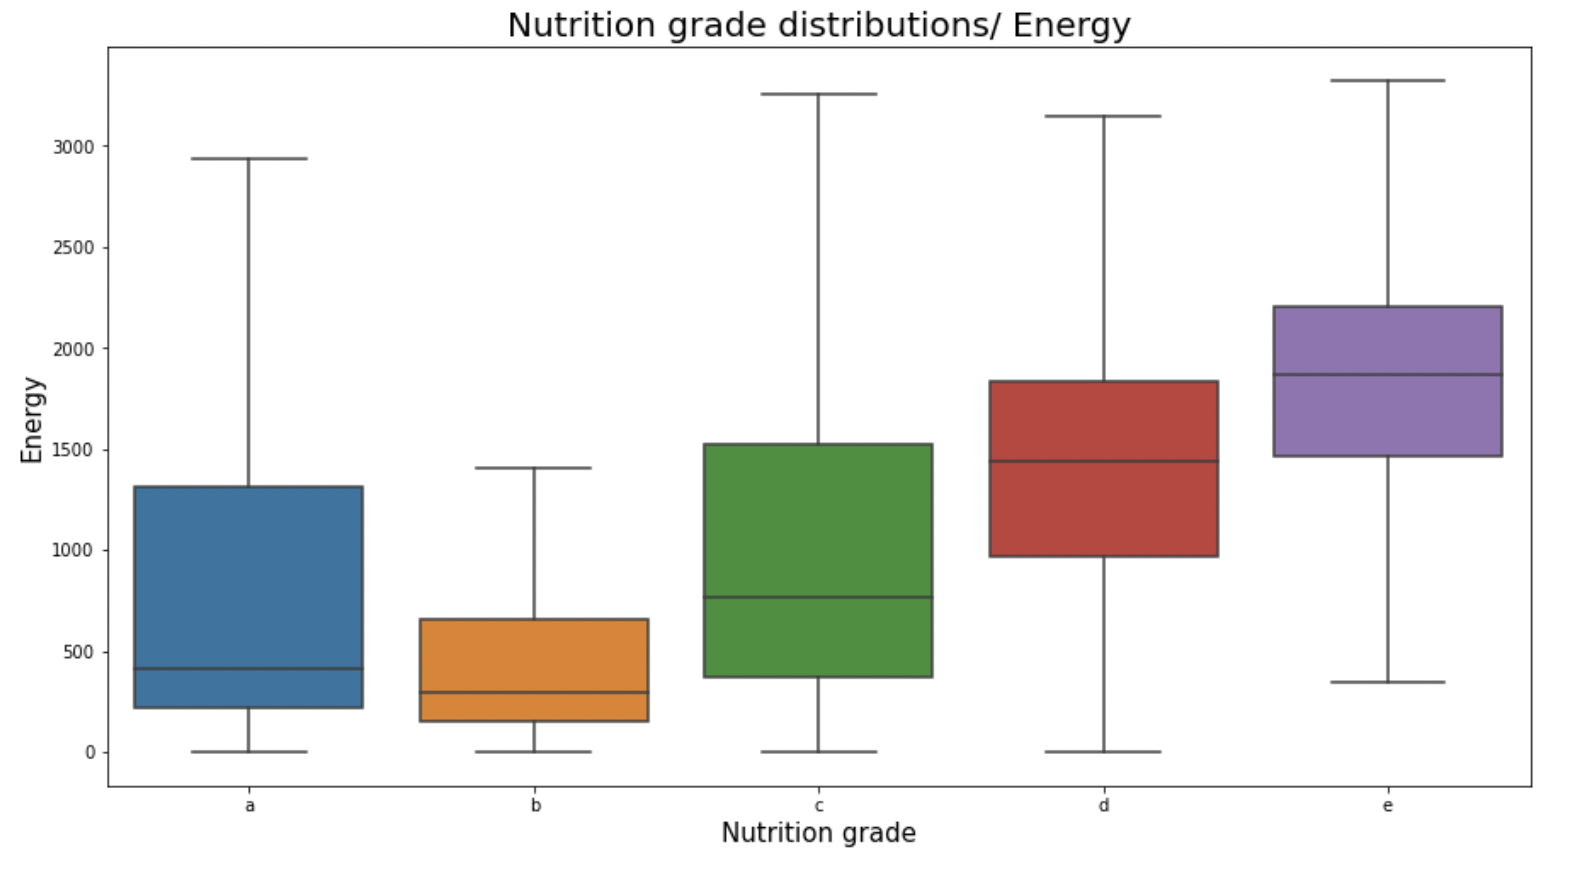 Nutrition grade distributions/ Energy
3000
2500
2000
1500
1000
500
0
Energy
a b c d e
Nutrition grade